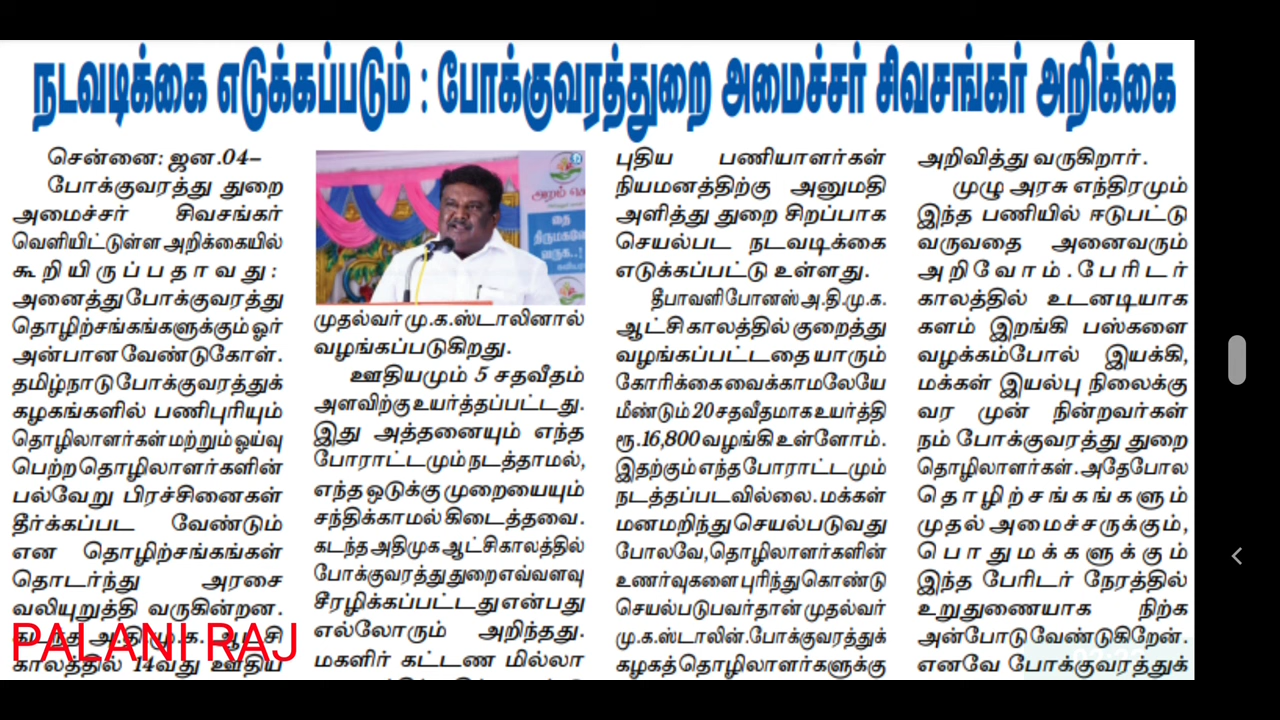 நடவடிக்கை எடுக்கப்படும் : போக்குவரத்துறை அமைச்சர் சிவசங்கர் அறிக்கை
சென்னை: ஜன.04–
போக்குவரத்து துறை
அமைச்சர் சிவசங்கர்
வெளியிட்டுள்ள அறிக்கையில்
கூறியிருப்பதாவது:
அனைத்து போக்குவரத்து
தொழிற்சங்கங்களுக்கும் ஓர்
அன்பான வேண்டுகோள்.
தமிழ்நாடு போக்குவரத்துக்
கழகங்களில் பணிபுரியும்
தொழிலாளர்கள் மற்றும் ஓய்வு
பெற்ற தொழிலாளர்களின்
பல்வேறு பிரச்சினைகள்
தீர்க்கப்பட வேண்டும்
என தொழிற்சங்கங்கள்
தொடர்ந்து அரசை
வலியுறுத்தி வருகின்றன.
கடந்த அ.தி.மு.க. ஆட்சி
காலத்தில் 14வது ஊதிய
PALANI RAJ
அறம் செ
தை
வருக..!
முதல்வர் மு.க.ஸ்டாலினால்
வழங்கப்படுகிறது.
ஊதியமும் 5 சதவீதம்
அளவிற்கு உயர்த்தப்பட்டது.
இது அத்தனையும் எந்த
போராட்டமும் நடத்தாமல்,
எந்த ஒடுக்கு முறையையும்
சந்திக்காமல் கிடைத்தவை.
கடந்த அதிமுக ஆட்சி காலத்தில்
போக்குவரத்து துறை எவ்வளவு
சீரழிக்கப்பட்டது என்பது
எல்லோரும் அறிந்தது.
மகளிர் கட்டண மில்லா
புதிய பணியாளர்கள்
நியமனத்திற்கு அனுமதி
அளித்து துறை சிறப்பாக
செயல்பட நடவடிக்கை
எடுக்கப்பட்டு உள்ளது.
தீபாவளி போனஸ் அ.தி.மு.க.
ஆட்சி காலத்தில் குறைத்து
வழங்கப்பட்டதை யாரும்
கோரிக்கை வைக்காமலேயே
மீண்டும் 20 சதவீதமாக உயர்த்தி
ரூ.16,800 வழங்கி உள்ளோம்.
இதற்கும் எந்த போராட்டமும்
நடத்தப்படவில்லை. மக்கள்
மனமறிந்து செயல்படுவது
போலவே, தொழிலாளர்களின்
உணர்வுகளை புரிந்து கொண்டு
செயல்படுபவர்தான் முதல்வர்
மு.க.ஸ்டாலின். போக்குவரத்துக்
கழகத் தொழிலாளர்களுக்கு
அறிவித்து வருகிறார்.
முழு அரசு எந்திரமும்
இந்த பணியில் ஈடுபட்டு
வருவதை அனைவரும்
அறிவோம். பேரிடர்
காலத்தில் உடனடியாக
களம் இறங்கி பஸ்களை
வழக்கம்போல் இயக்கி,
மக்கள் இயல்பு நிலைக்கு
வர முன் நின்றவர்கள்
நம் போக்குவரத்து துறை
தொழிலாளர்கள். அதேபோல
தொழிற்சங்கங்களும்
முதல் அமைச்சருக்கும்,
பொதுமக்களுக்கும்
இந்த பேரிடர் நேரத்தில்
உறுதுணையாக நிற்க
அன்போடு வேண்டுகிறேன்.
எனவே போக்குவரத்துக்